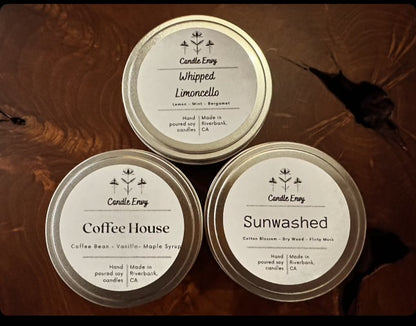 Candle Envy
Whipped
Limoncello
Lemon - Mint - Bergamot
Hand
poured soy
candles
Made in
Riverbank,
CA
Candle Envy
Coffee House
Coffee Bean - Vanilla- Maple Syrup
Hand
poured soy
candles
Made in
Riverbank,
CA
Candle Envy
Sunwashed
Cotton Blossom - Dry Wood - Flirty Musk
Hand
poured soy
candles
Made in
Riverbank,
CA